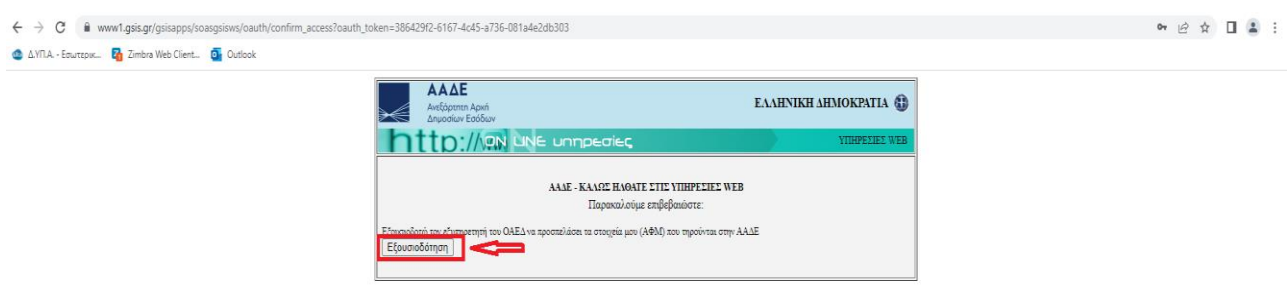 www1.gsis.gr/gsisapps/soasgsisws/oauth/confirm_access?oauth_token=386429f2-6167-4c45-a736-081a4e2db303
Δ.ΥΠ.Α. - Εσωτερικ... Zimbra Web Client... Outlook
ΑΑΔΕ
Ανεξάρτητη Αρχή
Δημοσίων Εσόδων
ΕΛΛΗΝΙΚΗ ΔΗΜΟΚΡΑΤΙΑ
http:// ON LINE υπηρεσίες
ΥΠΗΡΕΣΙΕΣ WEB
ΑΑΔΕ - ΚΑΛΩΣ ΗΛΘΑΤΕ ΣΤΙΣ ΥΠΗΡΕΣΙΕΣ WEB
Παρακαλούμε επιβεβαιώστε:
Εξουσιοδοτώ τον εξυπηρετητή του ΟΑΕΔ να προσπελάσει τα στοιχεία μου (ΑΦΜ) που τηρούνται στην ΑΑΔΕ
Εξουσιοδότηση